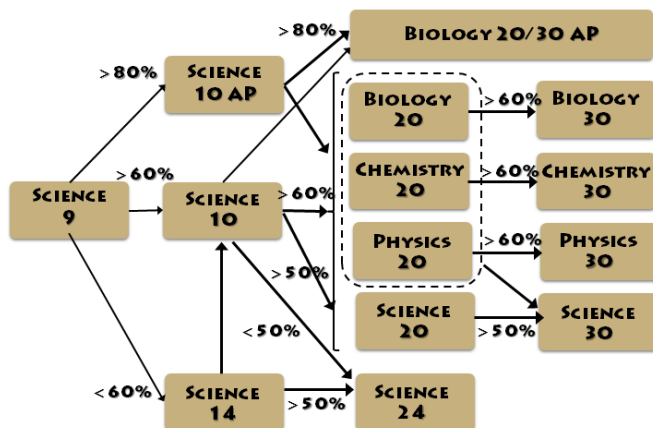 >80%
BIOLOGY 20/30 AP
>80%
SCIENCE
10 AP
BIOLOGY
20
>60%
BIOLOGY
30
>60%
SCIENCE
9
SCIENCE
10
>60%
CHEMISTRY
20
>60%
CHEMISTRY
30
PHYSICS
20
>60%
PHYSICS
30
>50%
<50%
SCIENCE
20
>50%
SCIENCE
30
<60%
SCIENCE
14
>50%
SCIENCE
24